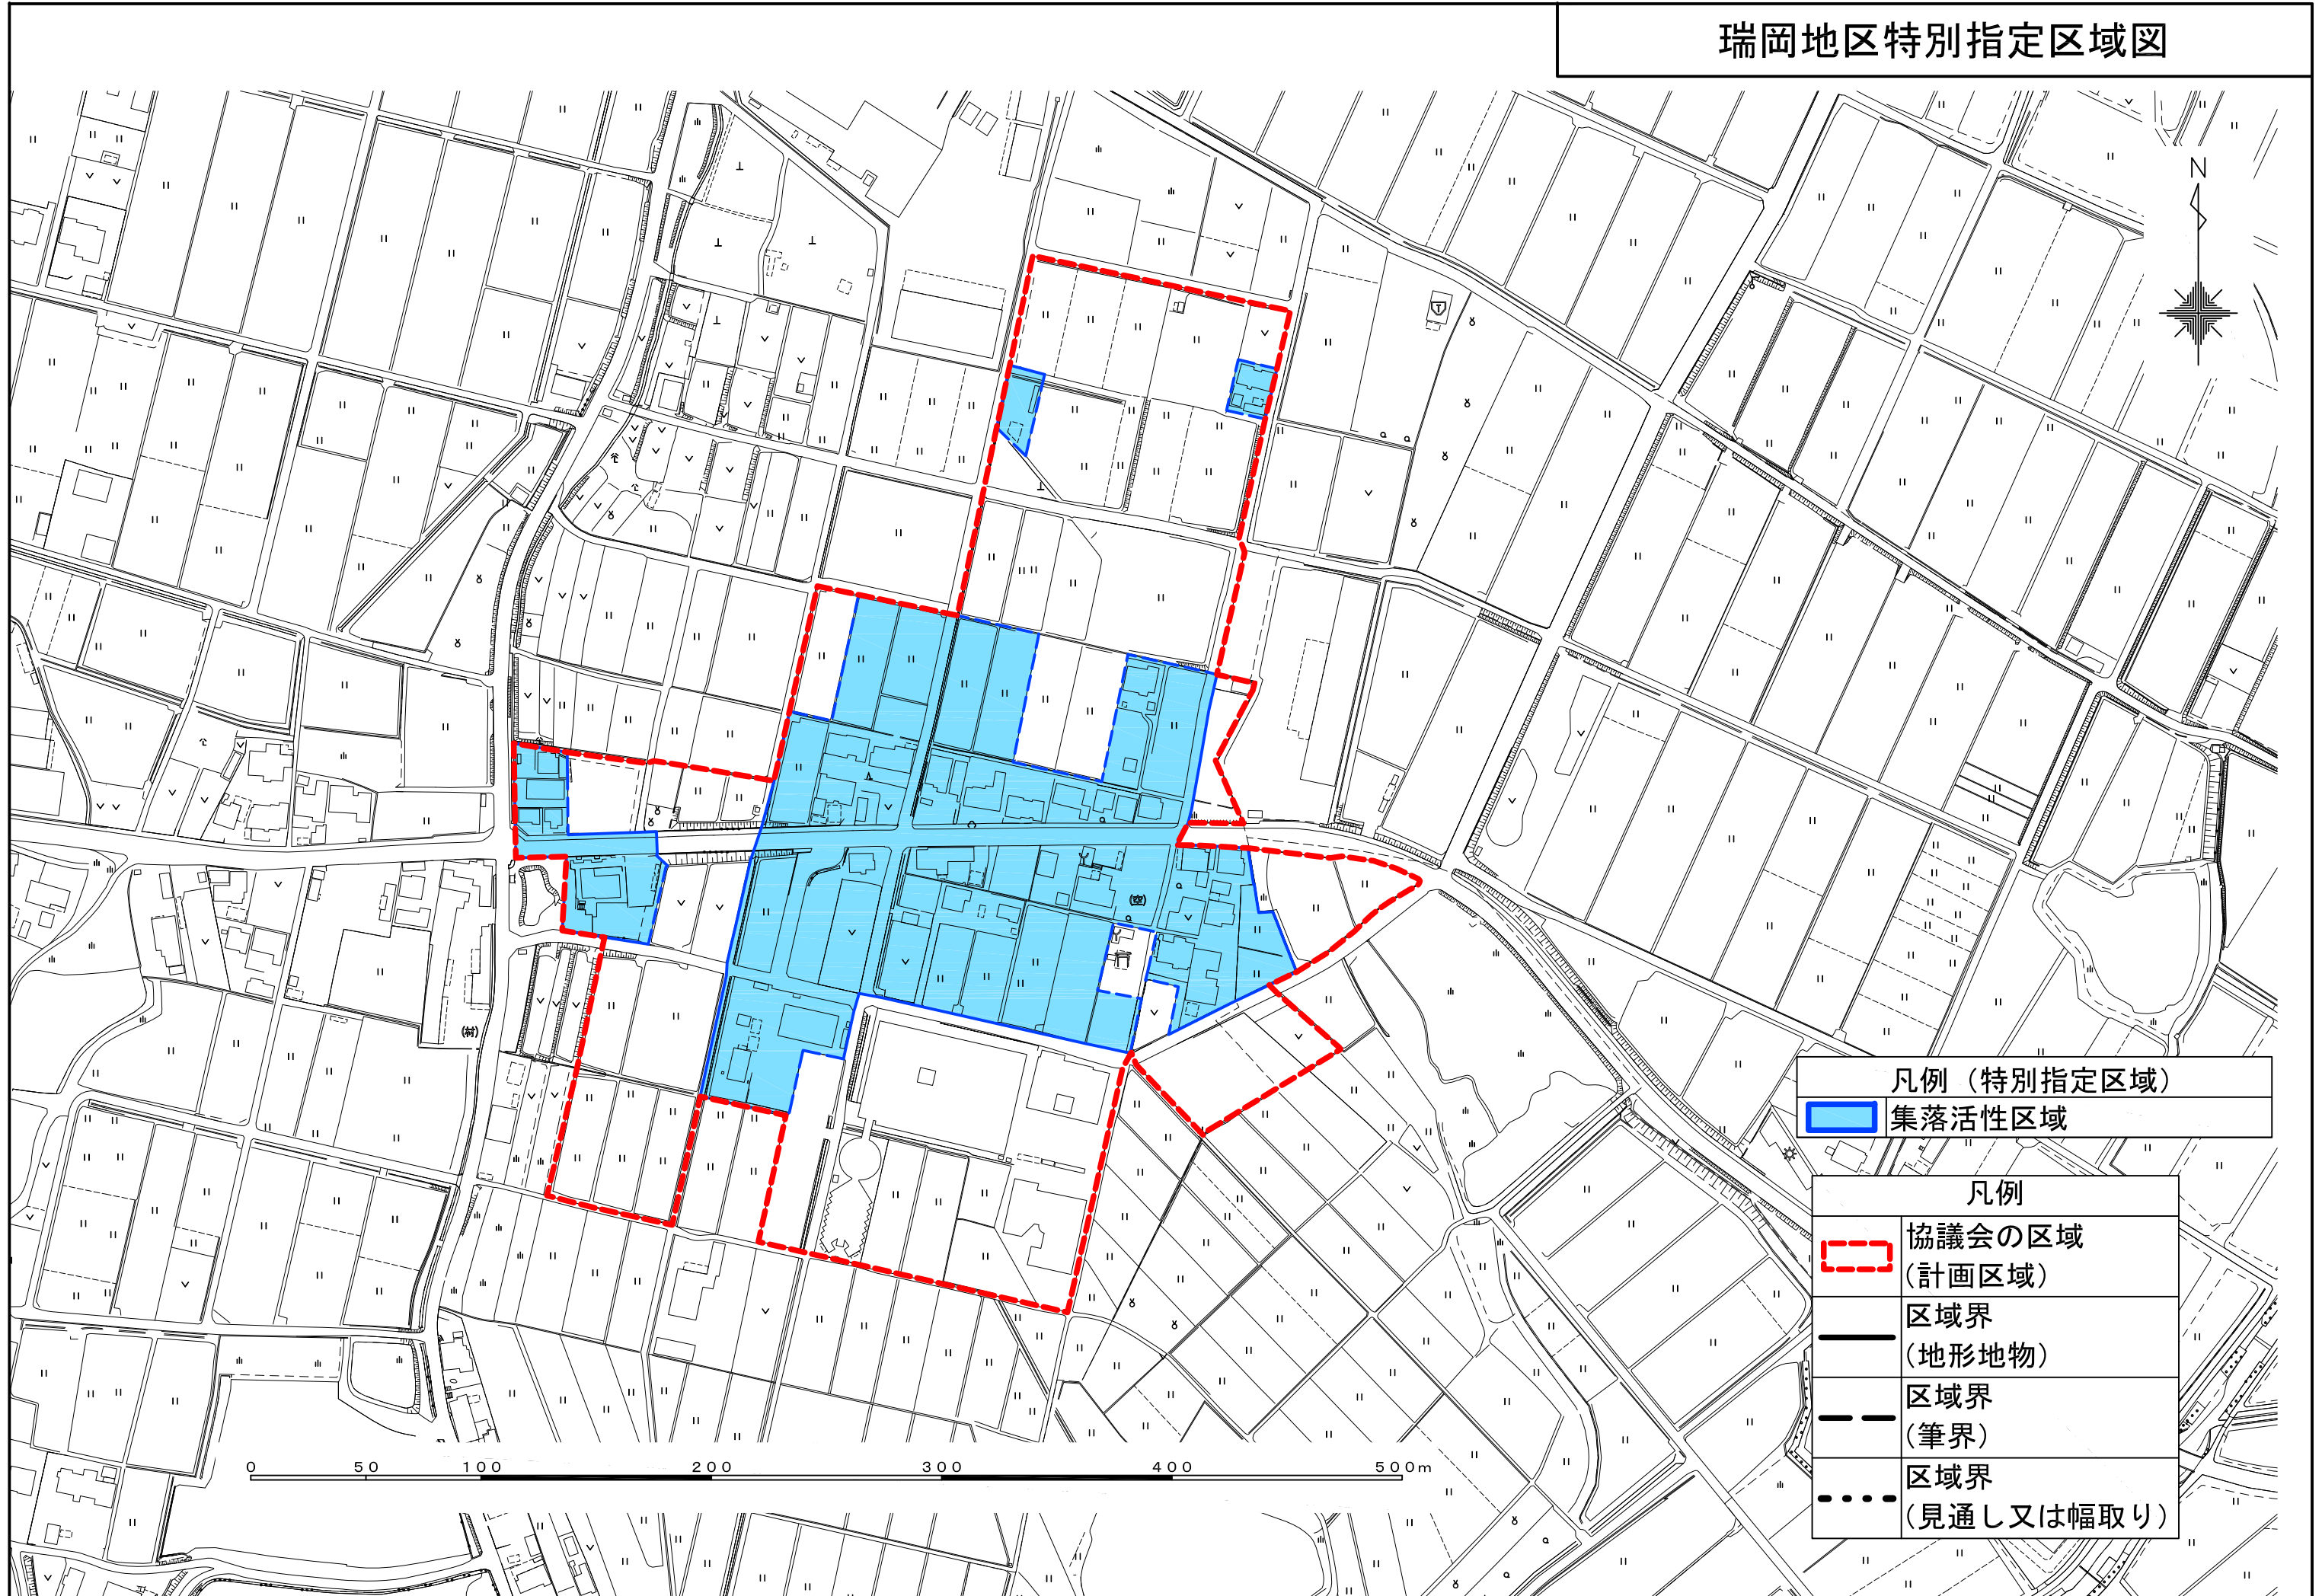 瑞岡地区特別指定区域図
N
凡例（特別指定区域）
集落活性区域
凡例
協議会の区域
（計画区域）
区域界
（地形地物）
区域界
（筆界）
区域界
（見通し又は幅取り）
0 50 100 200 300 400 500m